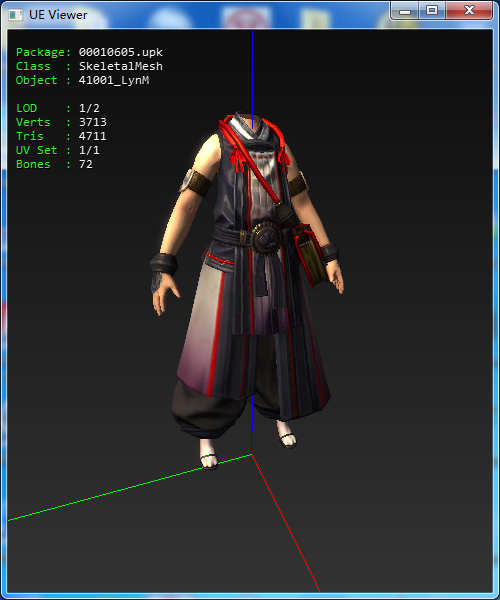 UE Viewer
Package: 00010605.upk
Class : SkeletalMesh
Object : 41001_LynM
LOD : 1/2
Verts : 3713
Tris : 4711
UV Set : 1/1
Bones : 72